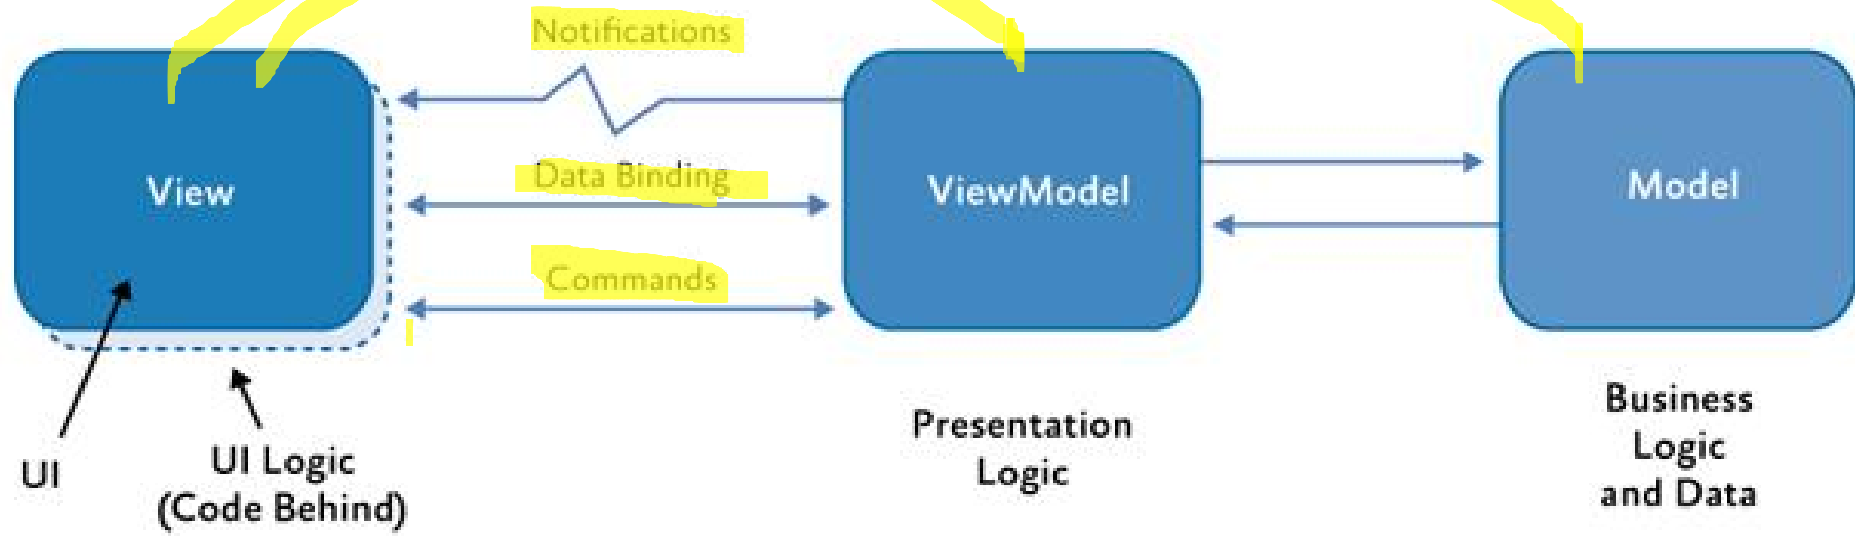 Notifications
View
Data Binding
ViewModel
Model
Commands
UI
UI Logic
(Code Behind)
Presentation
Logic
Business
Logic
and Data